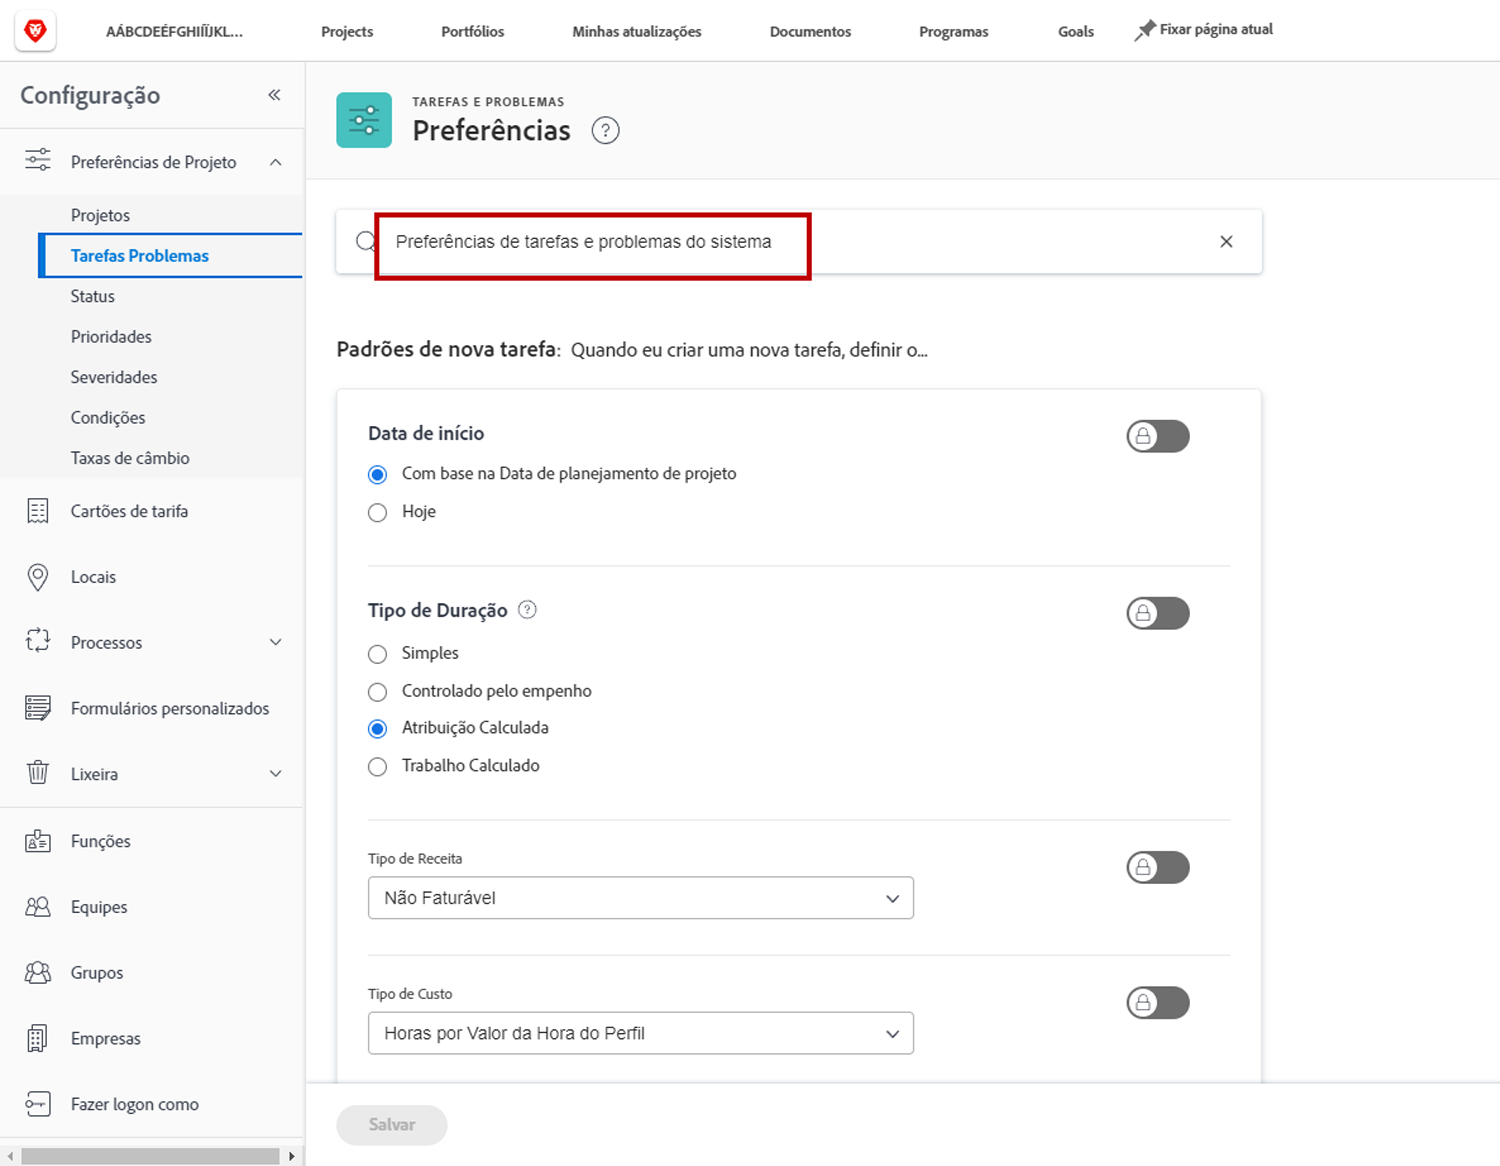 AÁBCDEÉFGHIÍÏJKL...
Projects
Portfólios
Minhas atualizações
Documentos
Programas
Goals
Fixar página atual
Configuração
Preferências de Projeto
Projetos
Tarefas Problemas
Status
Prioridades
Severidades
Condições
Taxas de câmbio
Cartões de tarifa
Locais
Processos
Formulários personalizados
Lixeira
Funções
Equipes
Grupos
Empresas
Fazer logon como
TAREFAS E PROBLEMAS
Preferências ?
Preferências de tarefas e problemas do sistema
Padrões de nova tarefa: Quando eu criar uma nova tarefa, definir o...
Data de início
Com base na Data de planejamento de projeto
Hoje
Tipo de Duração ?
Simples
Controlado pelo empenho
Atribuição Calculada
Trabalho Calculado
Tipo de Receita
Não Faturável
Tipo de Custo
Horas por Valor da Hora do Perfil
Salvar